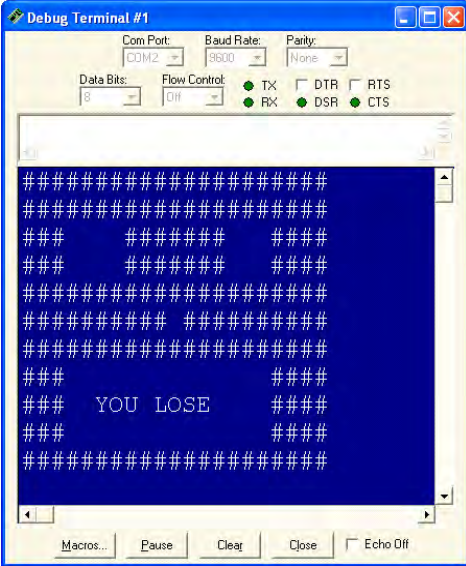 Debug Terminal #1
Com Port: Baud Rate: Parity:
COM2 9600 None
Data Bits: Flow Control: TX DTR RTS
8 Off RX DSR CTS
#####################
#####################
###    #######   ####
###    #######   ####
#####################
########## ##########
#####################
###              ####
###  YOU LOSE    ####
###              ####
#####################
Macros... Pause Clear Close Echo Off